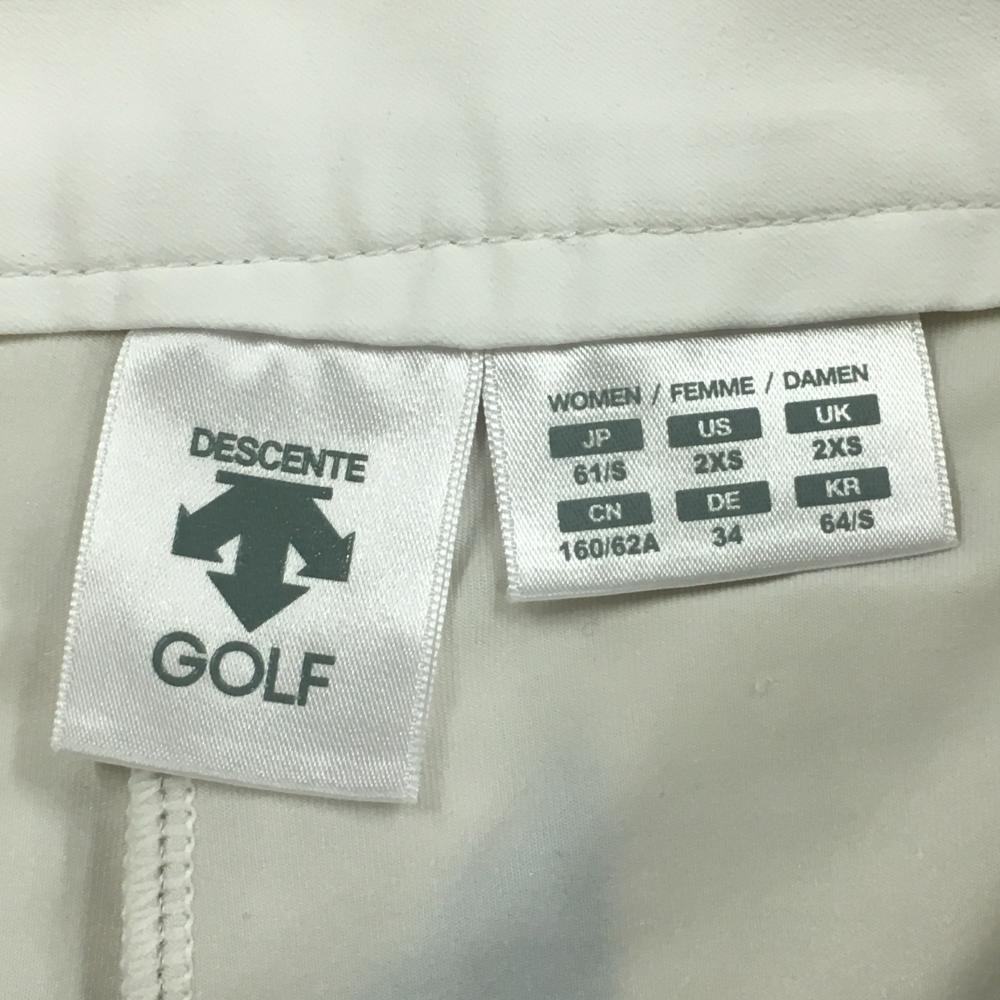 DESCENTE
GOLF
WOMEN / FEMME / DAMEN
JP US UK
61/S 2XS 2XS
CN DE KR
160/62A 34 64/S